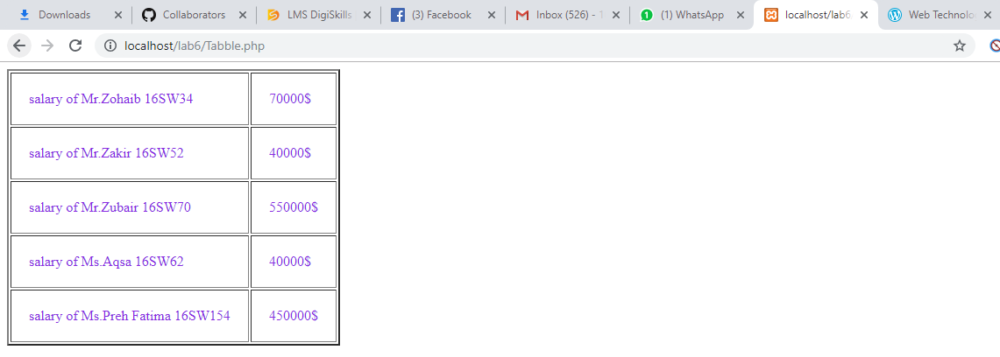 Downloads
Collaborators
LMS DigiSkills
(3) Facebook
Inbox (526) - 1
(1) WhatsApp
localhost/lab6
Web Technolo
localhost/lab6/Tabble.php
salary of Mr.Zohaib 16SW34 70000$
salary of Mr.Zakir 16SW52 40000$
salary of Mr.Zubair 16SW70 550000$
salary of Ms.Aqsa 16SW62 40000$
salary of Ms.Preh Fatima 16SW154 450000$